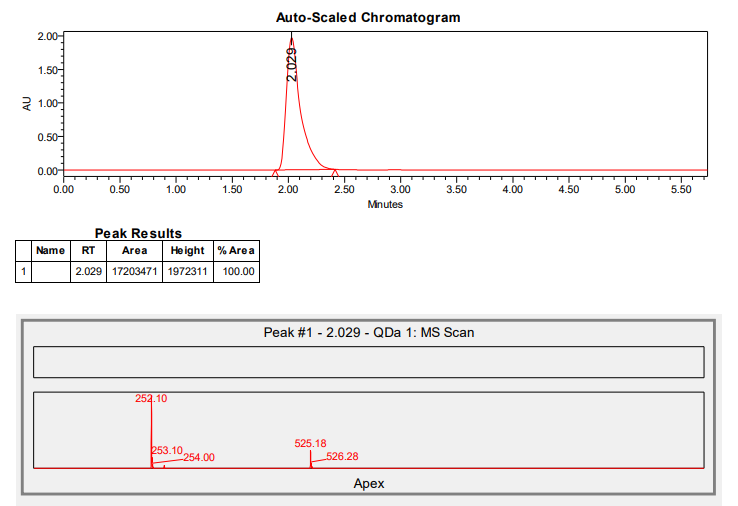 Auto-Scaled Chromatogram
2.00
1.50
1.00
0.50
0.00
AU
2.029
0.00 0.50 1.00 1.50 2.00 2.50 3.00 3.50 4.00 4.50 5.00 5.50
Minutes
Peak Results
Name RT Area Height % Area
1 2.029 17203471 1972311 100.00
Peak #1 - 2.029 - QDa 1: MS Scan
252.10
253.10
254.00
525.18
526.28
Apex